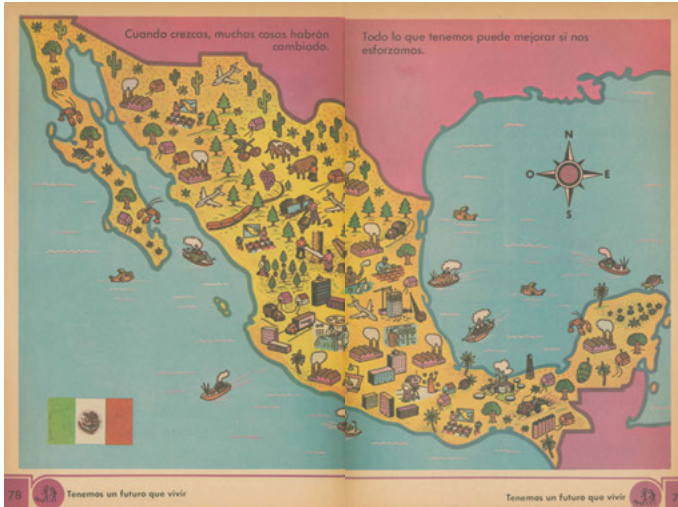 Cuando crezcas, muchas cosas habrán
cambiado.
Todo lo que tenemos puede mejorar si nos
esforzamos.
N
O
E
S
78
Tenemos un futuro que vivir
Tenemos un futuro que vivir
7